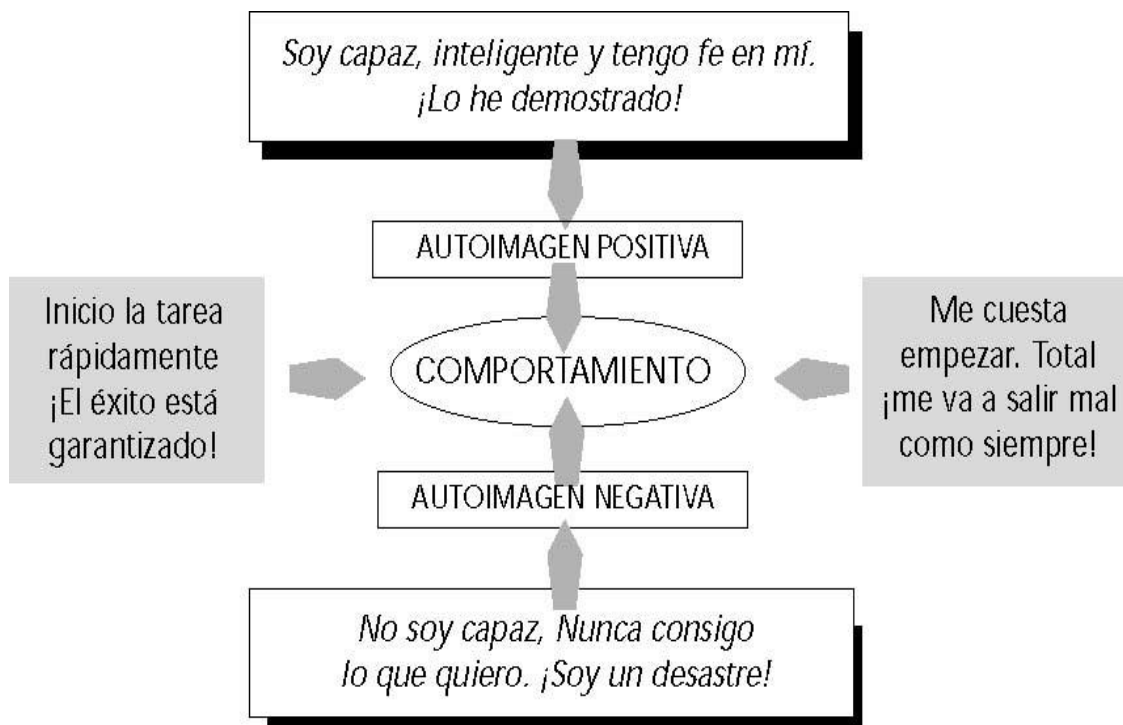 Soy capaz, inteligente y tengo fe en mí.
¡Lo he demostrado!
AUTOIMAGEN POSITIVA
Inicio la tarea
rápidamente
¡El éxito está
garantizado!
COMPORTAMIENTO
Me cuesta
empezar. Total
¡me va a salir mal
como siempre!
AUTOIMAGEN NEGATIVA
No soy capaz, Nunca consigo
lo que quiero. ¡Soy un desastre!